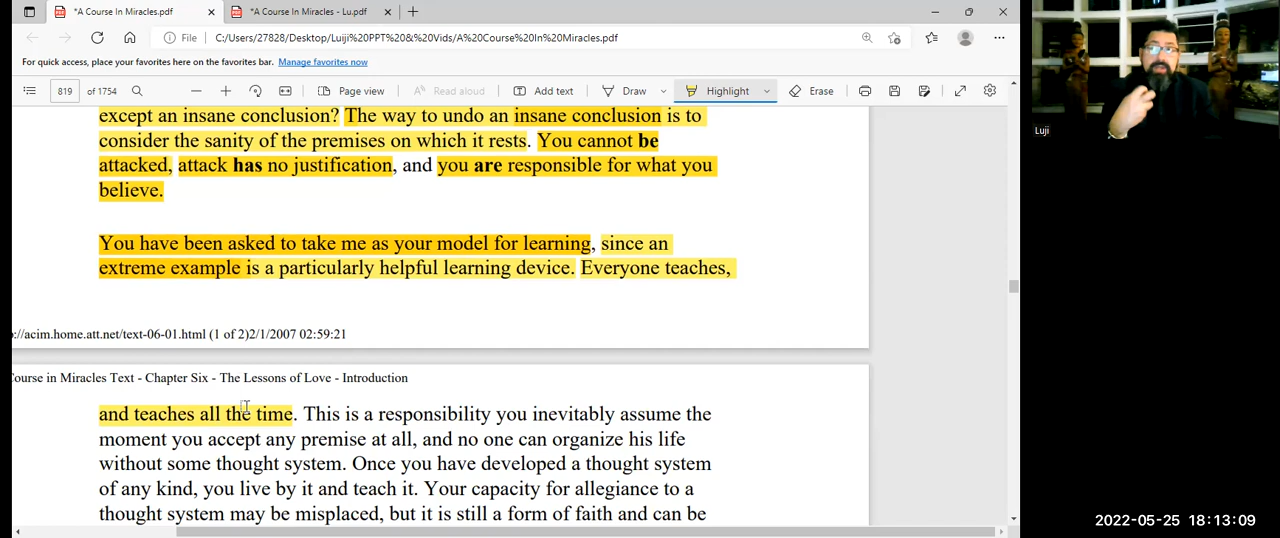 *A Course In Miracles.pdf
*A Course In Miracles - Lu.pdf
File
C:/Users/27828/Desktop/Luiji%20PPT%20&%20Vids/A%20Course%20In%20Miracles.pdf
For quick access, place your favorites here on the favorites bar. Manage favorites now
819 of 1754
Page view
Read aloud
Add text
Draw
Highlight
Erase
except an insane conclusion? The way to undo an insane conclusion is to
consider the sanity of the premises on which it rests. You cannot be
attacked, attack has no justification, and you are responsible for what you
believe.
You have been asked to take me as your model for learning, since an
extreme example is a particularly helpful learning device. Everyone teaches,
://acim.home.att.net/text-06-01.html (1 of 2)2/1/2007 02:59:21
Course in Miracles Text - Chapter Six - The Lessons of Love - Introduction
and teaches all the time. This is a responsibility you inevitably assume the
moment you accept any premise at all, and no one can organize his life
without some thought system. Once you have developed a thought system
of any kind, you live by it and teach it. Your capacity for allegiance to a
thought system may be misplaced, but it is still a form of faith and can be
Luji
2022-05-25 18:13:09